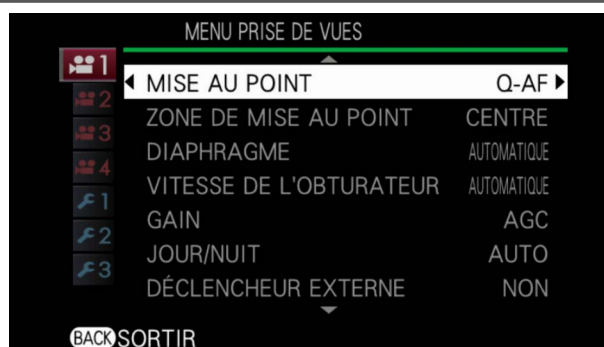 MENU PRISE DE VUES
1
MISE AU POINT Q-AF
2
ZONE DE MISE AU POINT CENTRE
3
DIAPHRAGME AUTOMATIQUE
4
VITESSE DE L'OBTURATEUR AUTOMATIQUE
1
GAIN AGC
2
JOUR/NUIT AUTO
3
DÉCLENCHEUR EXTERNE NON
BACK SORTIR